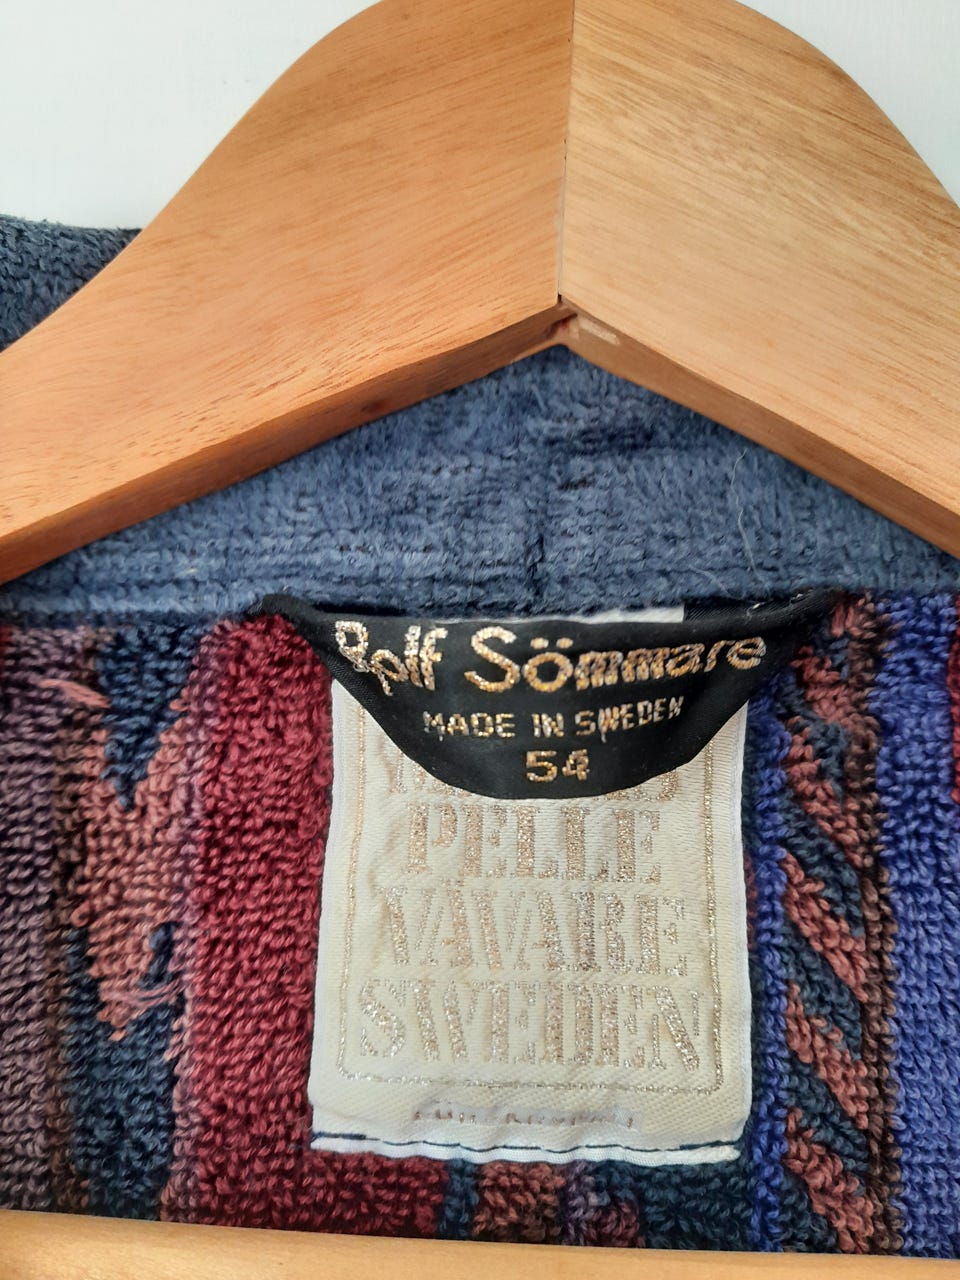 Rolf Sömmare
MADE IN SWEDEN
54
PELLE
VÄVARE
SWEDEN